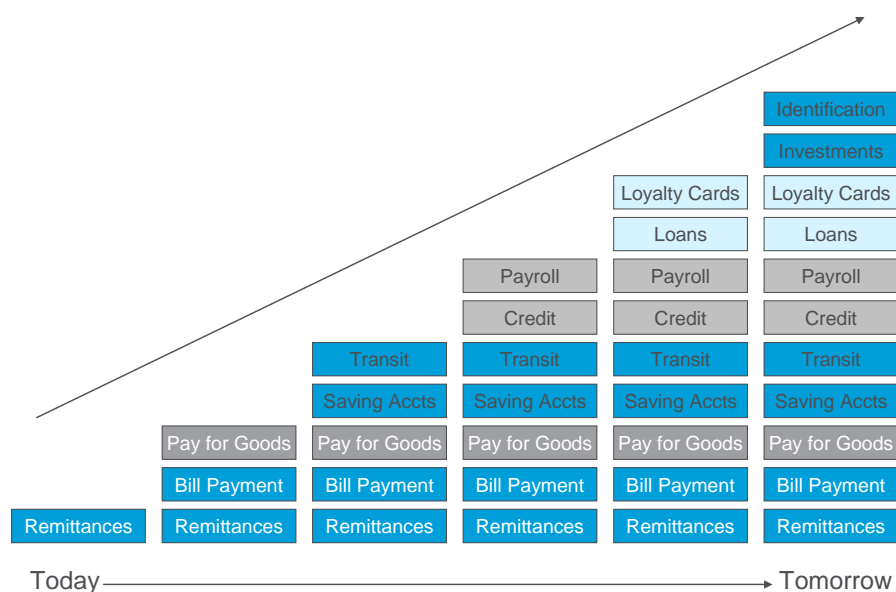 Identification
Investments
Loyalty Cards Loyalty Cards
Loans Loans
Payroll Payroll Payroll
Credit Credit Credit
Transit Transit Transit Transit
Saving Accts Saving Accts Saving Accts Saving Accts
Pay for Goods Pay for Goods Pay for Goods Pay for Goods Pay for Goods
Bill Payment Bill Payment Bill Payment Bill Payment Bill Payment
Remittances Remittances Remittances Remittances Remittances Remittances
Today Tomorrow